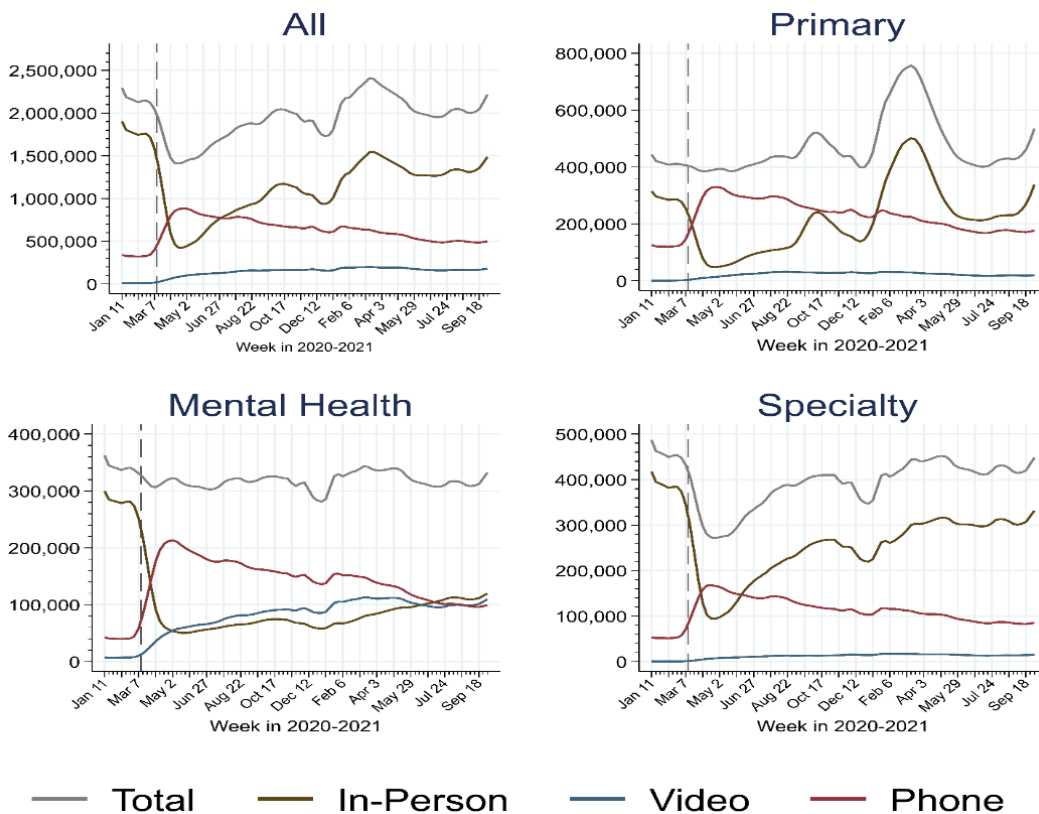 All
2,500,000
2,000,000
1,500,000
1,000,000
500,000
0
Jan 11 Mar 7 May 2 Jun 27 Aug 22 Oct 17 Dec 12 Feb 6 Apr 3 May 29 Jul 24 Sep 18
Week in 2020-2021
Primary
800,000
600,000
400,000
200,000
0
Jan 11 Mar 7 May 2 Jun 27 Aug 22 Oct 17 Dec 12 Feb 6 Apr 3 May 29 Jul 24 Sep 18
Week in 2020-2021
Mental Health
400,000
300,000
200,000
100,000
0
Jan 11 Mar 7 May 2 Jun 27 Aug 22 Oct 17 Dec 12 Feb 6 Apr 3 May 29 Jul 24 Sep 18
Week in 2020-2021
Specialty
500,000
400,000
300,000
200,000
100,000
0
Jan 11 Mar 7 May 2 Jun 27 Aug 22 Oct 17 Dec 12 Feb 6 Apr 3 May 29 Jul 24 Sep 18
Week in 2020-2021
Total In-Person Video Phone